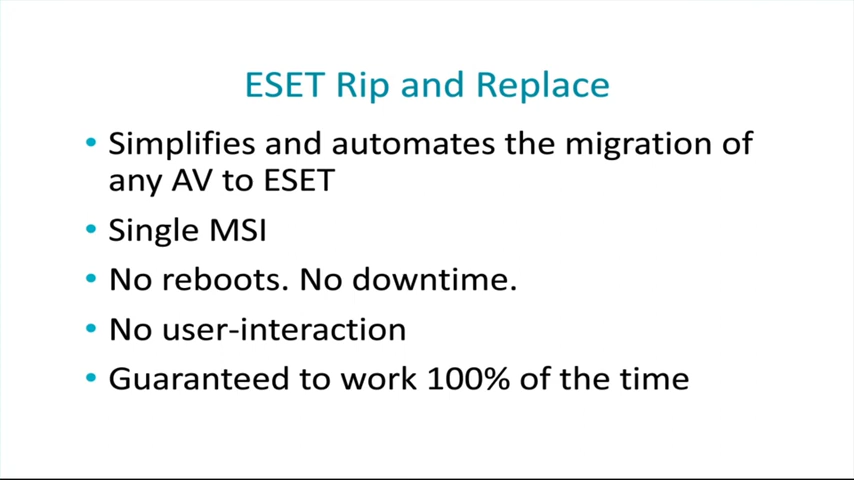 ESET Rip and Replace
• Simplifies and automates the migration of
any AV to ESET
• Single MSI
• No reboots. No downtime.
• No user-interaction
• Guaranteed to work 100% of the time